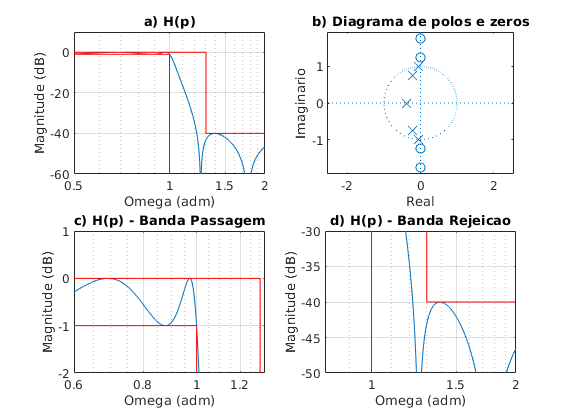 a) H(p)
Magnitude (dB)
0
-20
-40
-60
0.5
1
1.5
2
Omega (adm)
b) Diagrama de polos e zeros
Imaginario
1
0
-1
-2
0
2
Real
c) H(p) - Banda Passagem
Magnitude (dB)
1
0
-1
-2
0.6
0.8
1
1.2
Omega (adm)
d) H(p) - Banda Rejeicao
Magnitude (dB)
-30
-35
-40
-45
-50
1
1.5
2
Omega (adm)